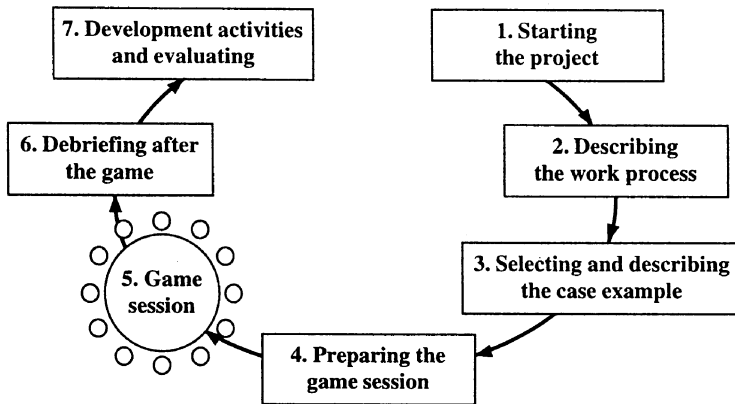 1. Starting
the project
2. Describing
the work process
3. Selecting and describing
the case example
4. Preparing the
game session
5. Game
session
6. Debriefing after
the game
7. Development activities
and evaluating